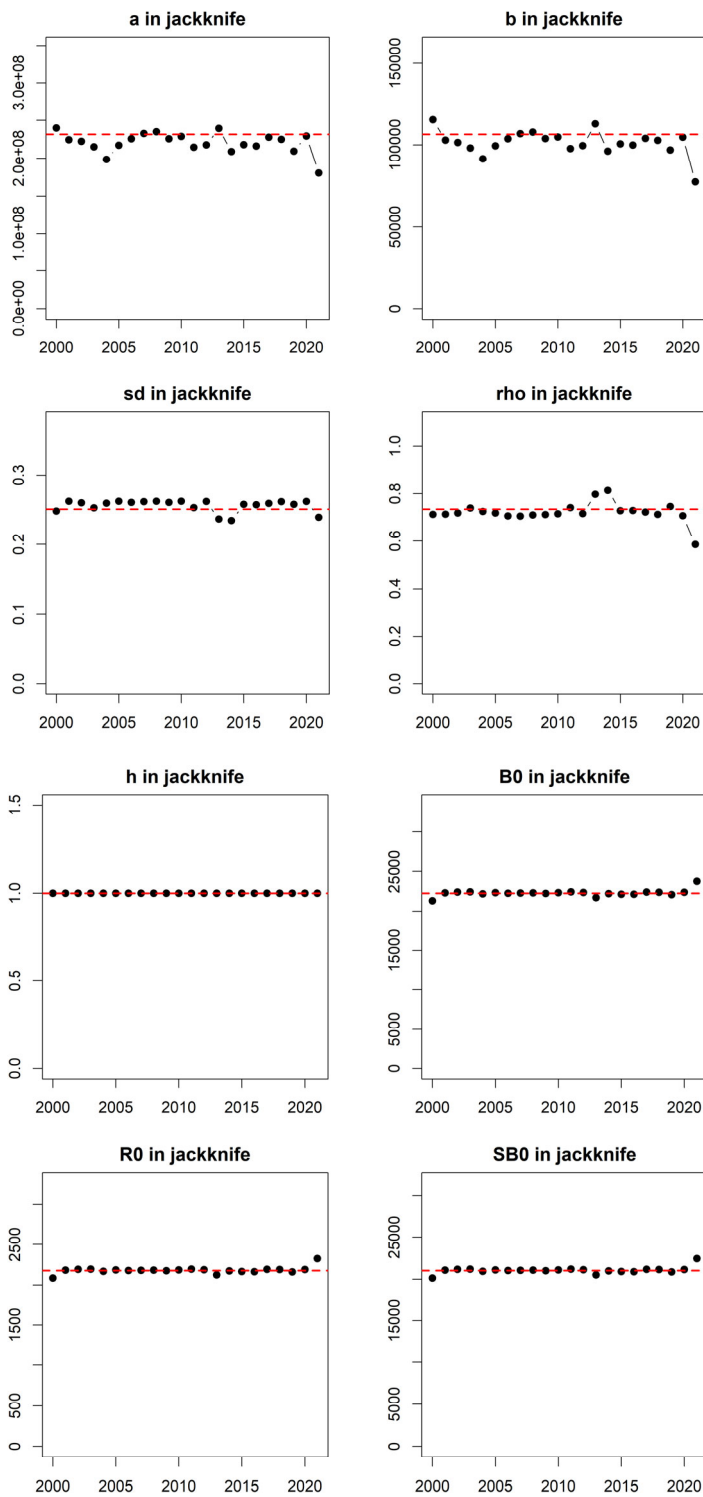 a in jackknife
3.0e+08
2.0e+08
1.0e+08
0.0e+00
2000 2005 2010 2015 2020
b in jackknife
150000
100000
50000
0
2000 2005 2010 2015 2020
sd in jackknife
0.3
0.2
0.1
0.0
2000 2005 2010 2015 2020
rho in jackknife
1.0
0.8
0.6
0.4
0.2
0.0
2000 2005 2010 2015 2020
h in jackknife
1.5
1.0
0.5
0.0
2000 2005 2010 2015 2020
B0 in jackknife
25000
15000
5000
0
2000 2005 2010 2015 2020
R0 in jackknife
2500
1500
500
0
2000 2005 2010 2015 2020
SB0 in jackknife
25000
15000
5000
0
2000 2005 2010 2015 2020